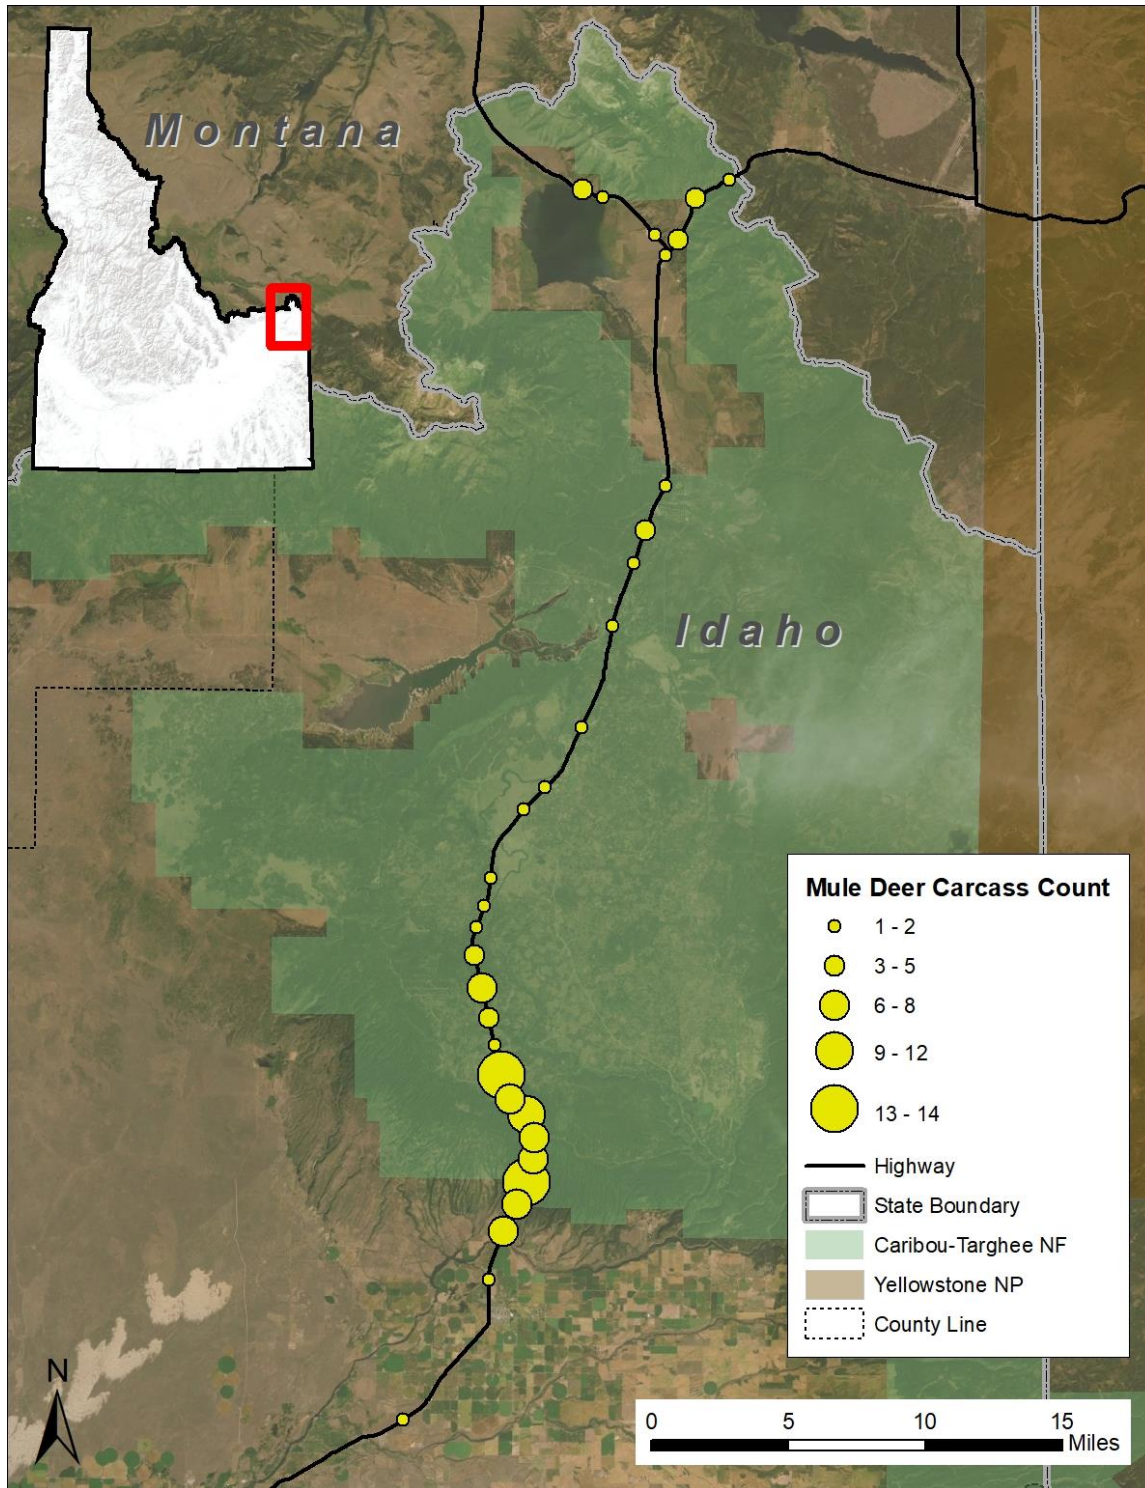 Montana
Idaho
Mule Deer Carcass Count
1 - 2
3 - 5
6 - 8
9 - 12
13 - 14
Highway
State Boundary
Caribou-Targhee NF
Yellowstone NP
County Line
N
0 5 10 15
Miles